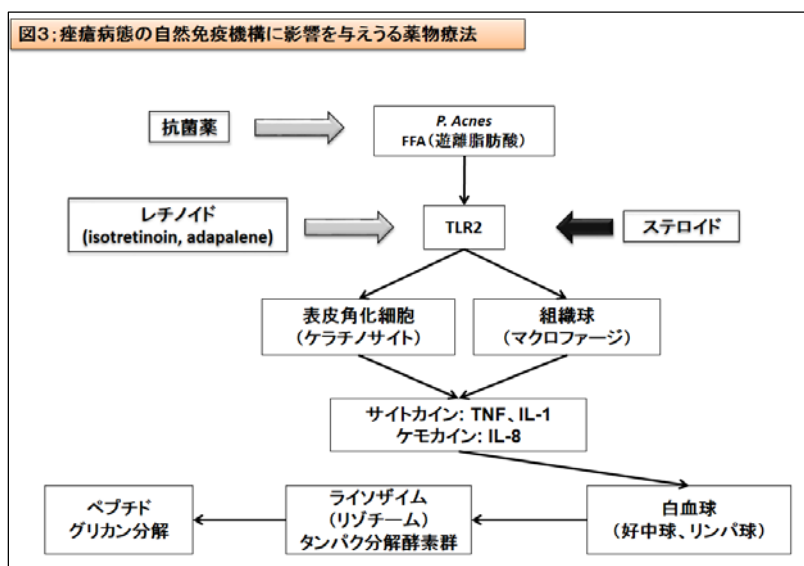 図3;痤瘡病態の自然免疫機構に影響を与えうる薬物療法
抗菌薬
P. Acnes
FFA(遊離脂肪酸)
レチノイド
(isotretinoin, adapalene)
TLR2
ステロイド
表皮角化細胞
(ケラチノサイト)
組織球
(マクロファージ)
サイトカイン: TNF、IL-1
ケモカイン: IL-8
ペプチド
グリカン分解
ライソザイム
(リゾチーム)
タンパク分解酵素群
白血球
(好中球、リンパ球)